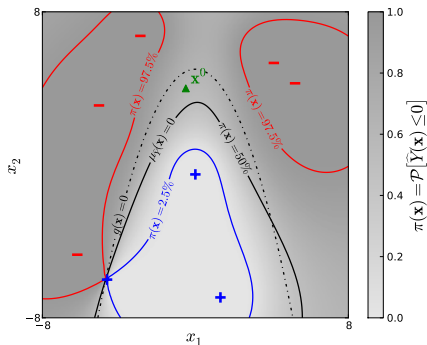 8
x₂
−8
−8
x₁
8
π(x)=97.5%
x⁰
π(x)=97.5%
μ_Ỹ(x)=0
π(x)=50%
g(x)=0
π(x)=2.5%
1.0
0.8
0.6
0.4
0.2
0.0
π(x)=𝒫[Ỹ(x)≤0]